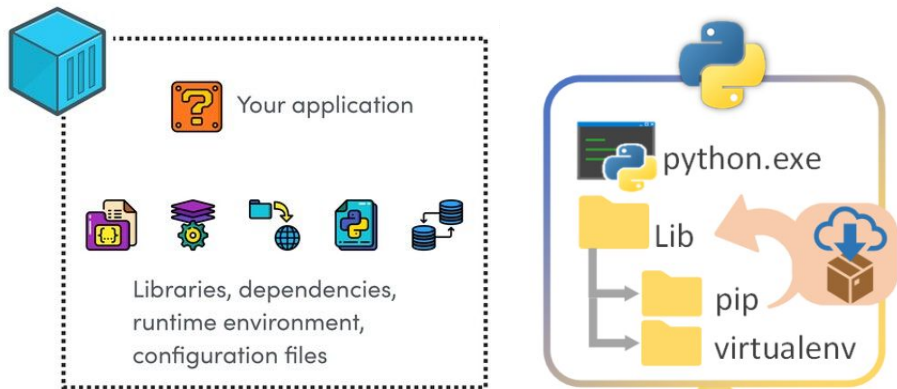 Your application
Libraries, dependencies,
runtime environment,
configuration files
python.exe
Lib
pip
virtualenv